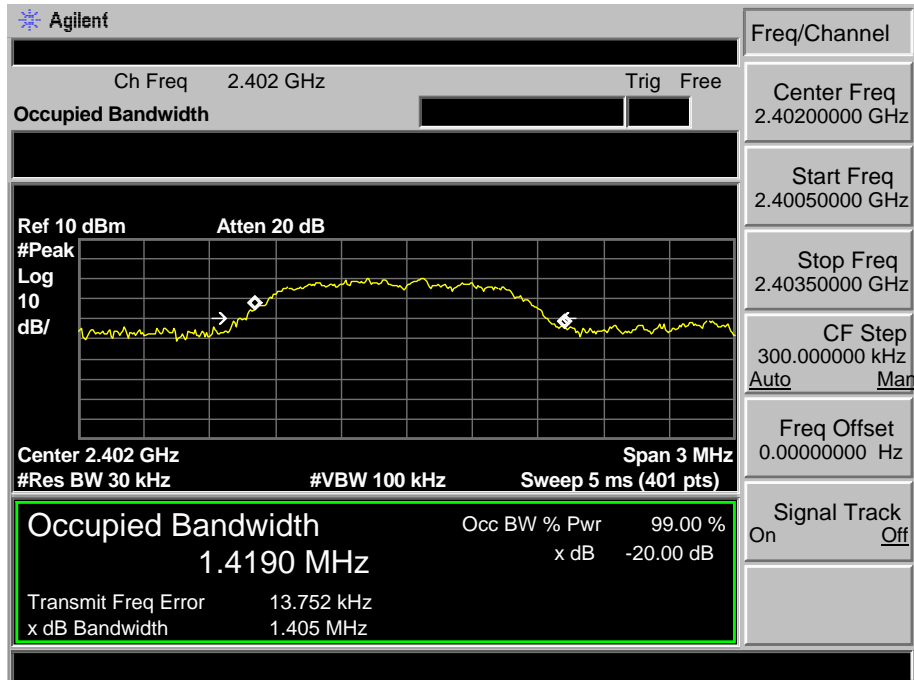 Agilent
Freq/Channel
Ch Freq 2.402 GHz Trig Free
Occupied Bandwidth
Center Freq
2.40200000 GHz
Start Freq
2.40050000 GHz
Ref 10 dBm Atten 20 dB
#Peak
Log
10
dB/
Stop Freq
2.40350000 GHz
CF Step
300.000000 kHz
Auto Man
Freq Offset
0.00000000 Hz
Center 2.402 GHz Span 3 MHz
#Res BW 30 kHz #VBW 100 kHz Sweep 5 ms (401 pts)
Signal Track
On Off
Occupied Bandwidth Occ BW % Pwr 99.00 %
1.4190 MHz x dB -20.00 dB
Transmit Freq Error 13.752 kHz
x dB Bandwidth 1.405 MHz